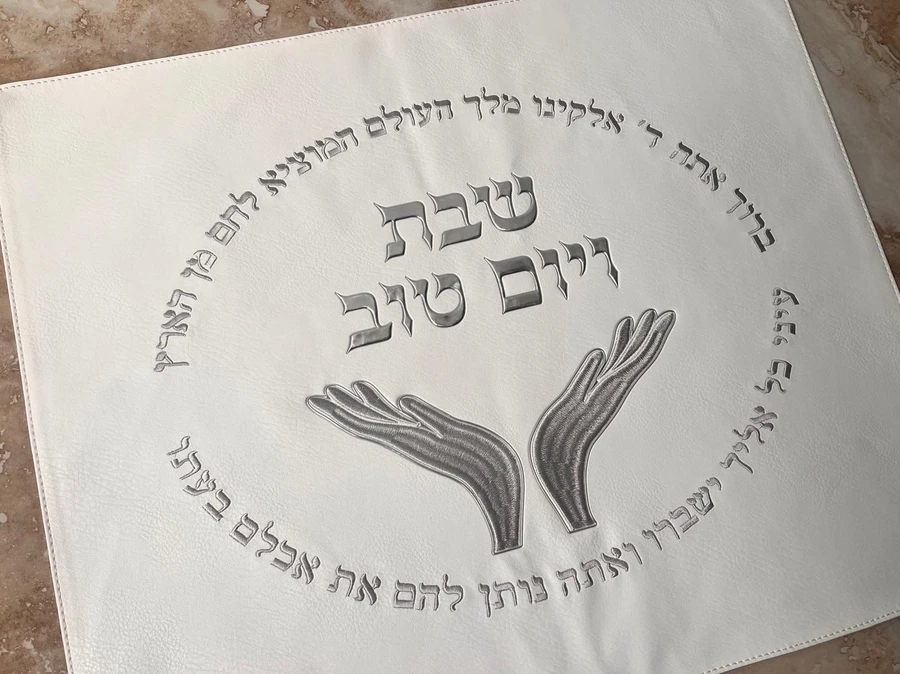 ברוך אתה ד׳ אלקינו מלך העולם המוציא להם מן הארץ
שבת
ויום טוב
עיני כל אליך ישברו ואתה נותן להם את אכלם בעתו